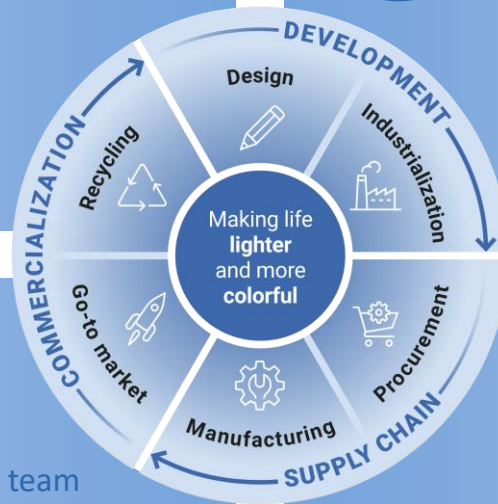 DEVELOPMENT
Design
Industrialization
Procurement
SUPPLY CHAIN
Manufacturing
Go-to market
COMMERCIALIZATION
Recycling
Making life
lighter
and more
colorful
team